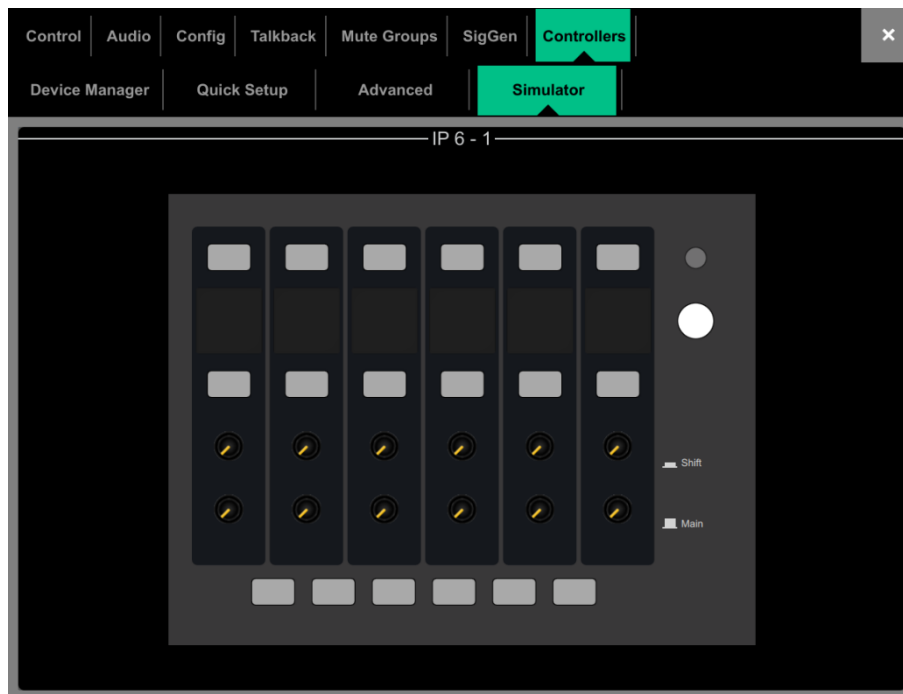 Control Audio Config Talkback Mute Groups SigGen Controllers ×
Device Manager Quick Setup Advanced Simulator
IP 6 - 1
Shift
Main